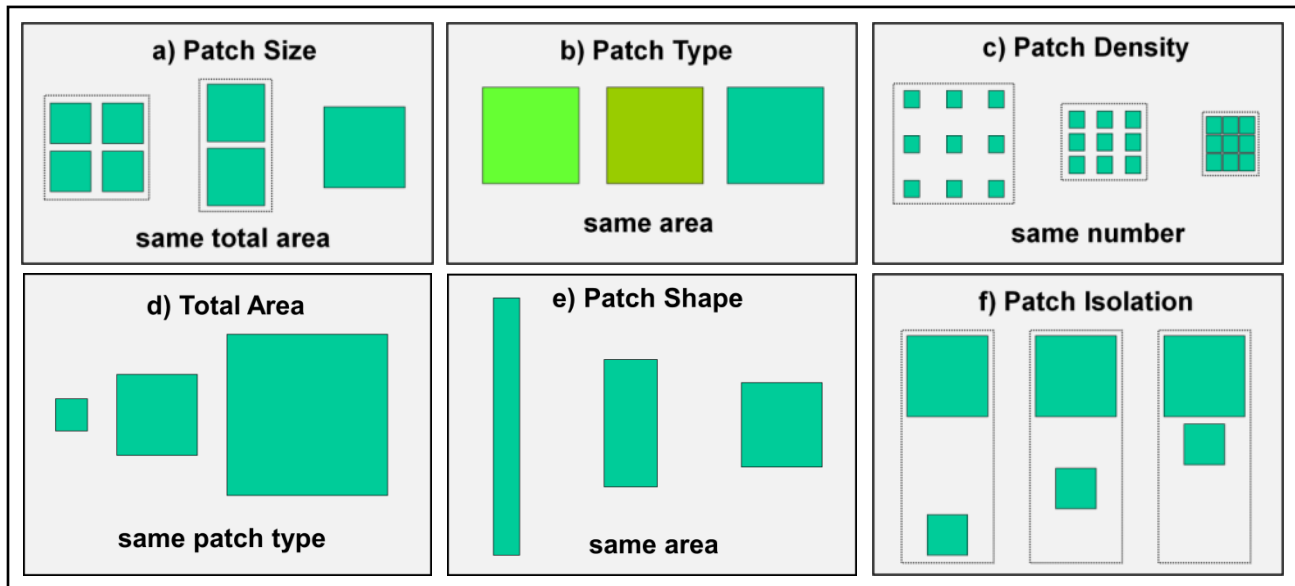 a) Patch Size
same total area
b) Patch Type
same area
c) Patch Density
same number
d) Total Area
same patch type
e) Patch Shape
same area
f) Patch Isolation